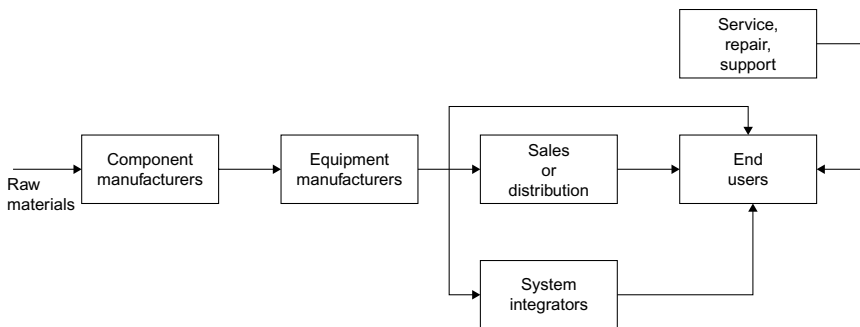 Service,
repair,
support
Component
manufacturers
Equipment
manufacturers
Sales
or
distribution
End
users
Raw
materials
System
integrators